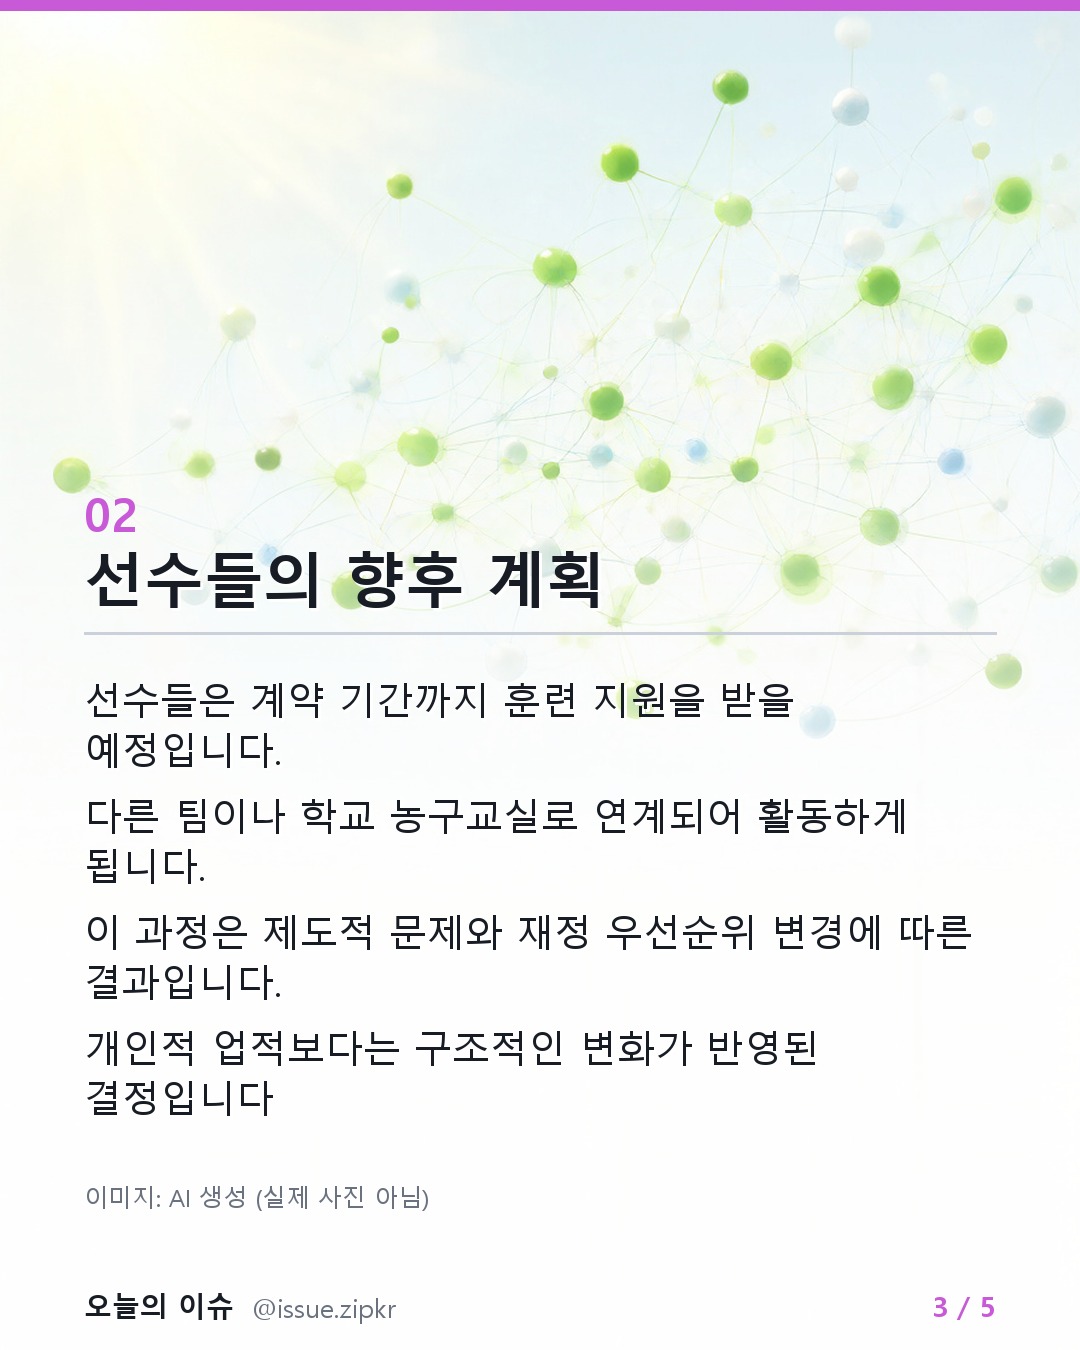 02
선수들의 향후 계획
선수들은 계약 기간까지 훈련 지원을 받을
예정입니다.
다른 팀이나 학교 농구교실로 연계되어 활동하게
됩니다.
이 과정은 제도적 문제와 재정 우선순위 변경에 따른
결과입니다.
개인적 업적보다는 구조적인 변화가 반영된
결정입니다
이미지: AI 생성 (실제 사진 아님)
오늘의 이슈 @issue.zipkr
3 / 5